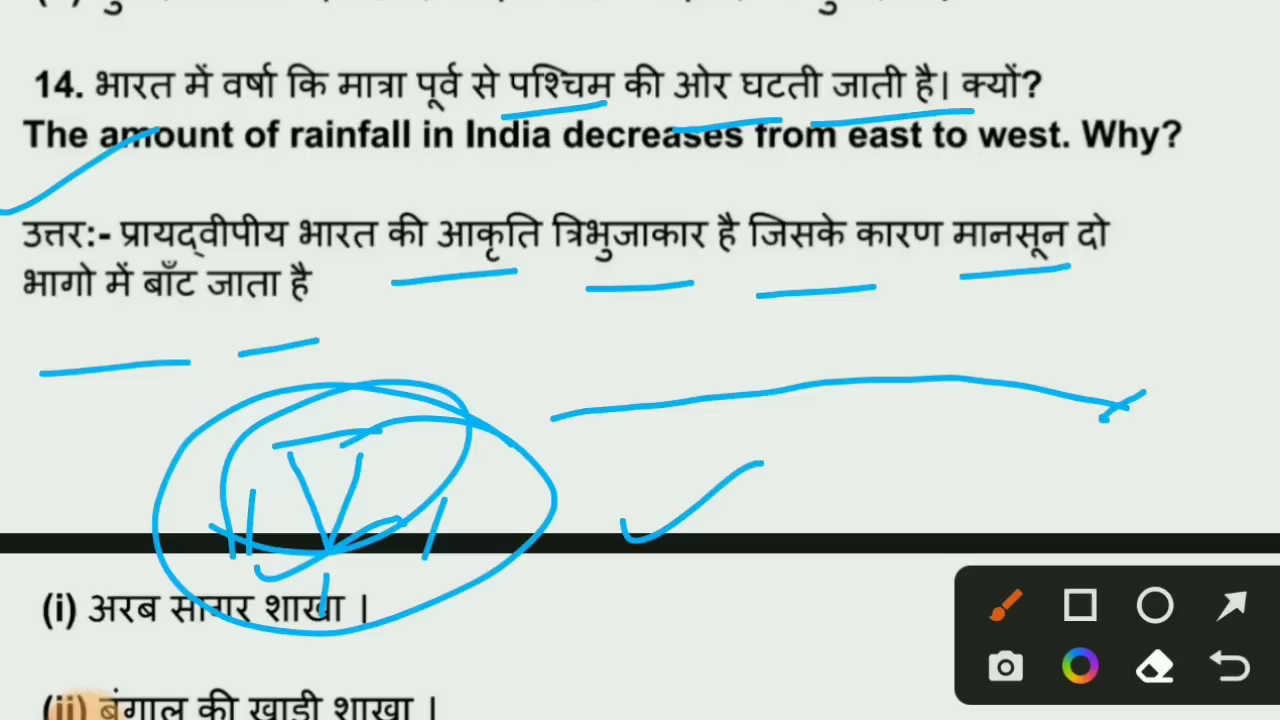 14. भारत में वर्षा कि मात्रा पूर्व से पश्चिम की ओर घटती जाती है। क्यों?
The amount of rainfall in India decreases from east to west. Why?
उत्तर:- प्रायद्वीपीय भारत की आकृति त्रिभुजाकार है जिसके कारण मानसून दो
भागो में बाँट जाता है
(i) अरब सागर शाखा ।
(ii) बंगाल की खाड़ी शाखा ।